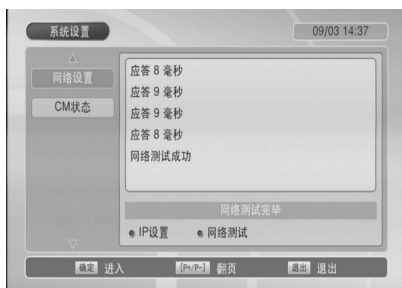 系统设置 09/03 14:37
网络设置
CM状态
应答 8 毫秒
应答 9 毫秒
应答 9 毫秒
应答 8 毫秒
网络测试成功
网络测试完毕
IP设置 网络测试
确定 进入 [P+/P-] 翻页 退出 退出